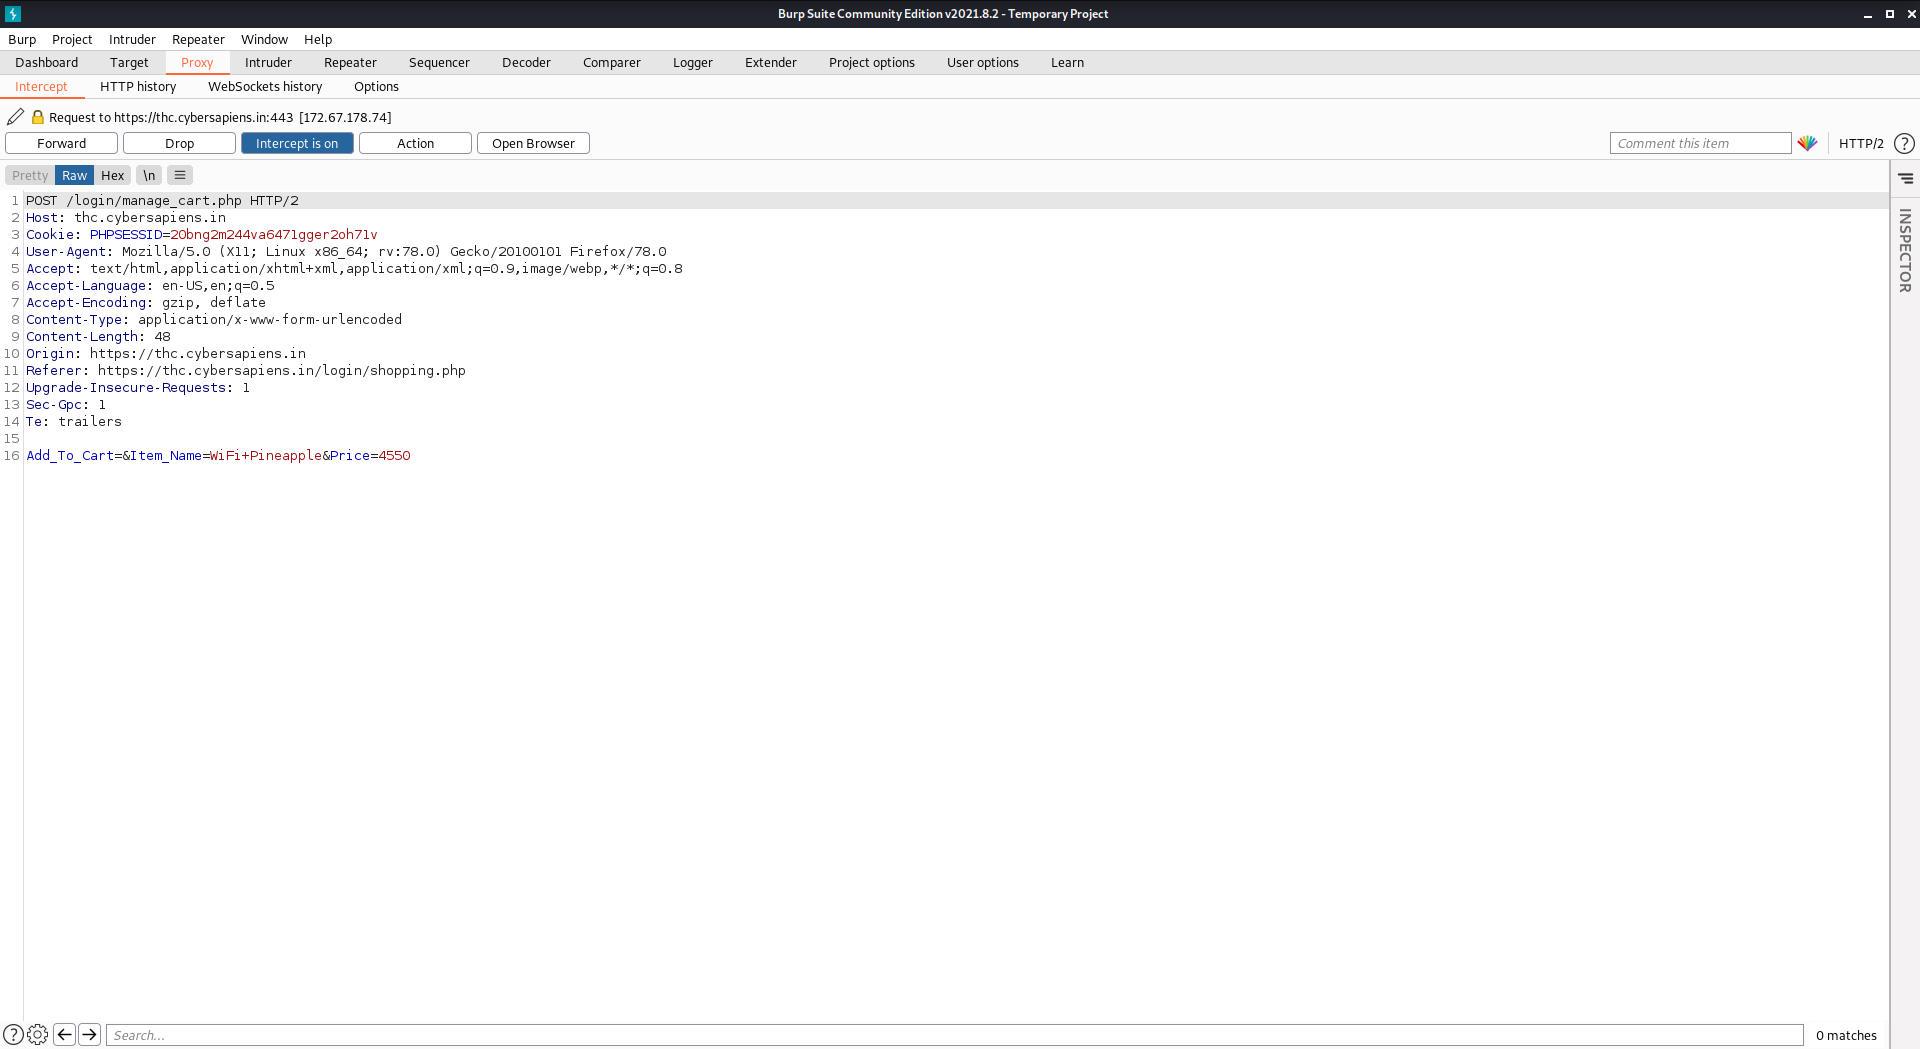 Burp Suite Community Edition v2021.8.2 - Temporary Project
Burp Project Intruder Repeater Window Help
Dashboard Target Proxy Intruder Repeater Sequencer Decoder Comparer Logger Extender Project options User options Learn
Intercept HTTP history WebSockets history Options
Request to https://thc.cybersapiens.in:443 [172.67.178.74]
Forward Drop Intercept is on Action Open Browser Comment this item HTTP/2 ?
Pretty Raw Hex \n
INSPECTOR
1 POST /login/manage_cart.php HTTP/2
2 Host: thc.cybersapiens.in
3 Cookie: PHPSESSID=20bng2m244va6471gger2oh71v
4 User-Agent: Mozilla/5.0 (X11; Linux x86_64; rv:78.0) Gecko/20100101 Firefox/78.0
5 Accept: text/html,application/xhtml+xml,application/xml;q=0.9,image/webp,*/*;q=0.8
6 Accept-Language: en-US,en;q=0.5
7 Accept-Encoding: gzip, deflate
8 Content-Type: application/x-www-form-urlencoded
9 Content-Length: 48
10 Origin: https://thc.cybersapiens.in
11 Referer: https://thc.cybersapiens.in/login/shopping.php
12 Upgrade-Insecure-Requests: 1
13 Sec-Gpc: 1
14 Te: trailers
15
16 Add_To_Cart=&Item_Name=WiFi+Pineapple&Price=4550
? Search... 0 matches